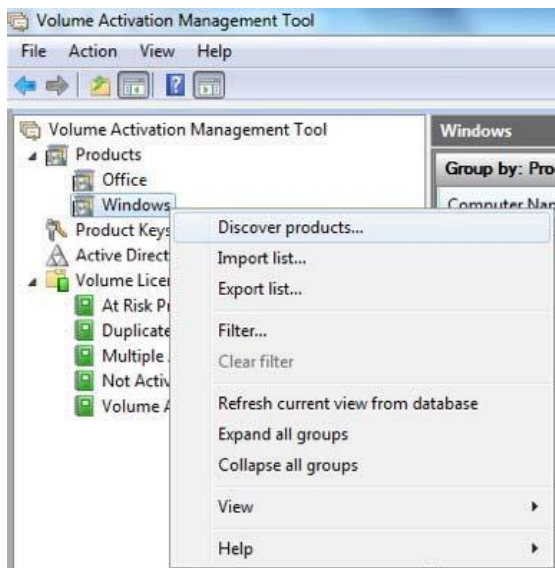 Volume Activation Management Tool
File Action View Help
Volume Activation Management Tool
Windows
Products
Group by: Pro
Office
Computer Nam
Windows
Discover products...
Product Keys
Import list...
Active Direct
Export list...
Volume Licen
At Risk Pr
Filter...
Duplicate
Clear filter
Multiple
Not Activ
Refresh current view from database
Volume A
Expand all groups
Collapse all groups
View
Help